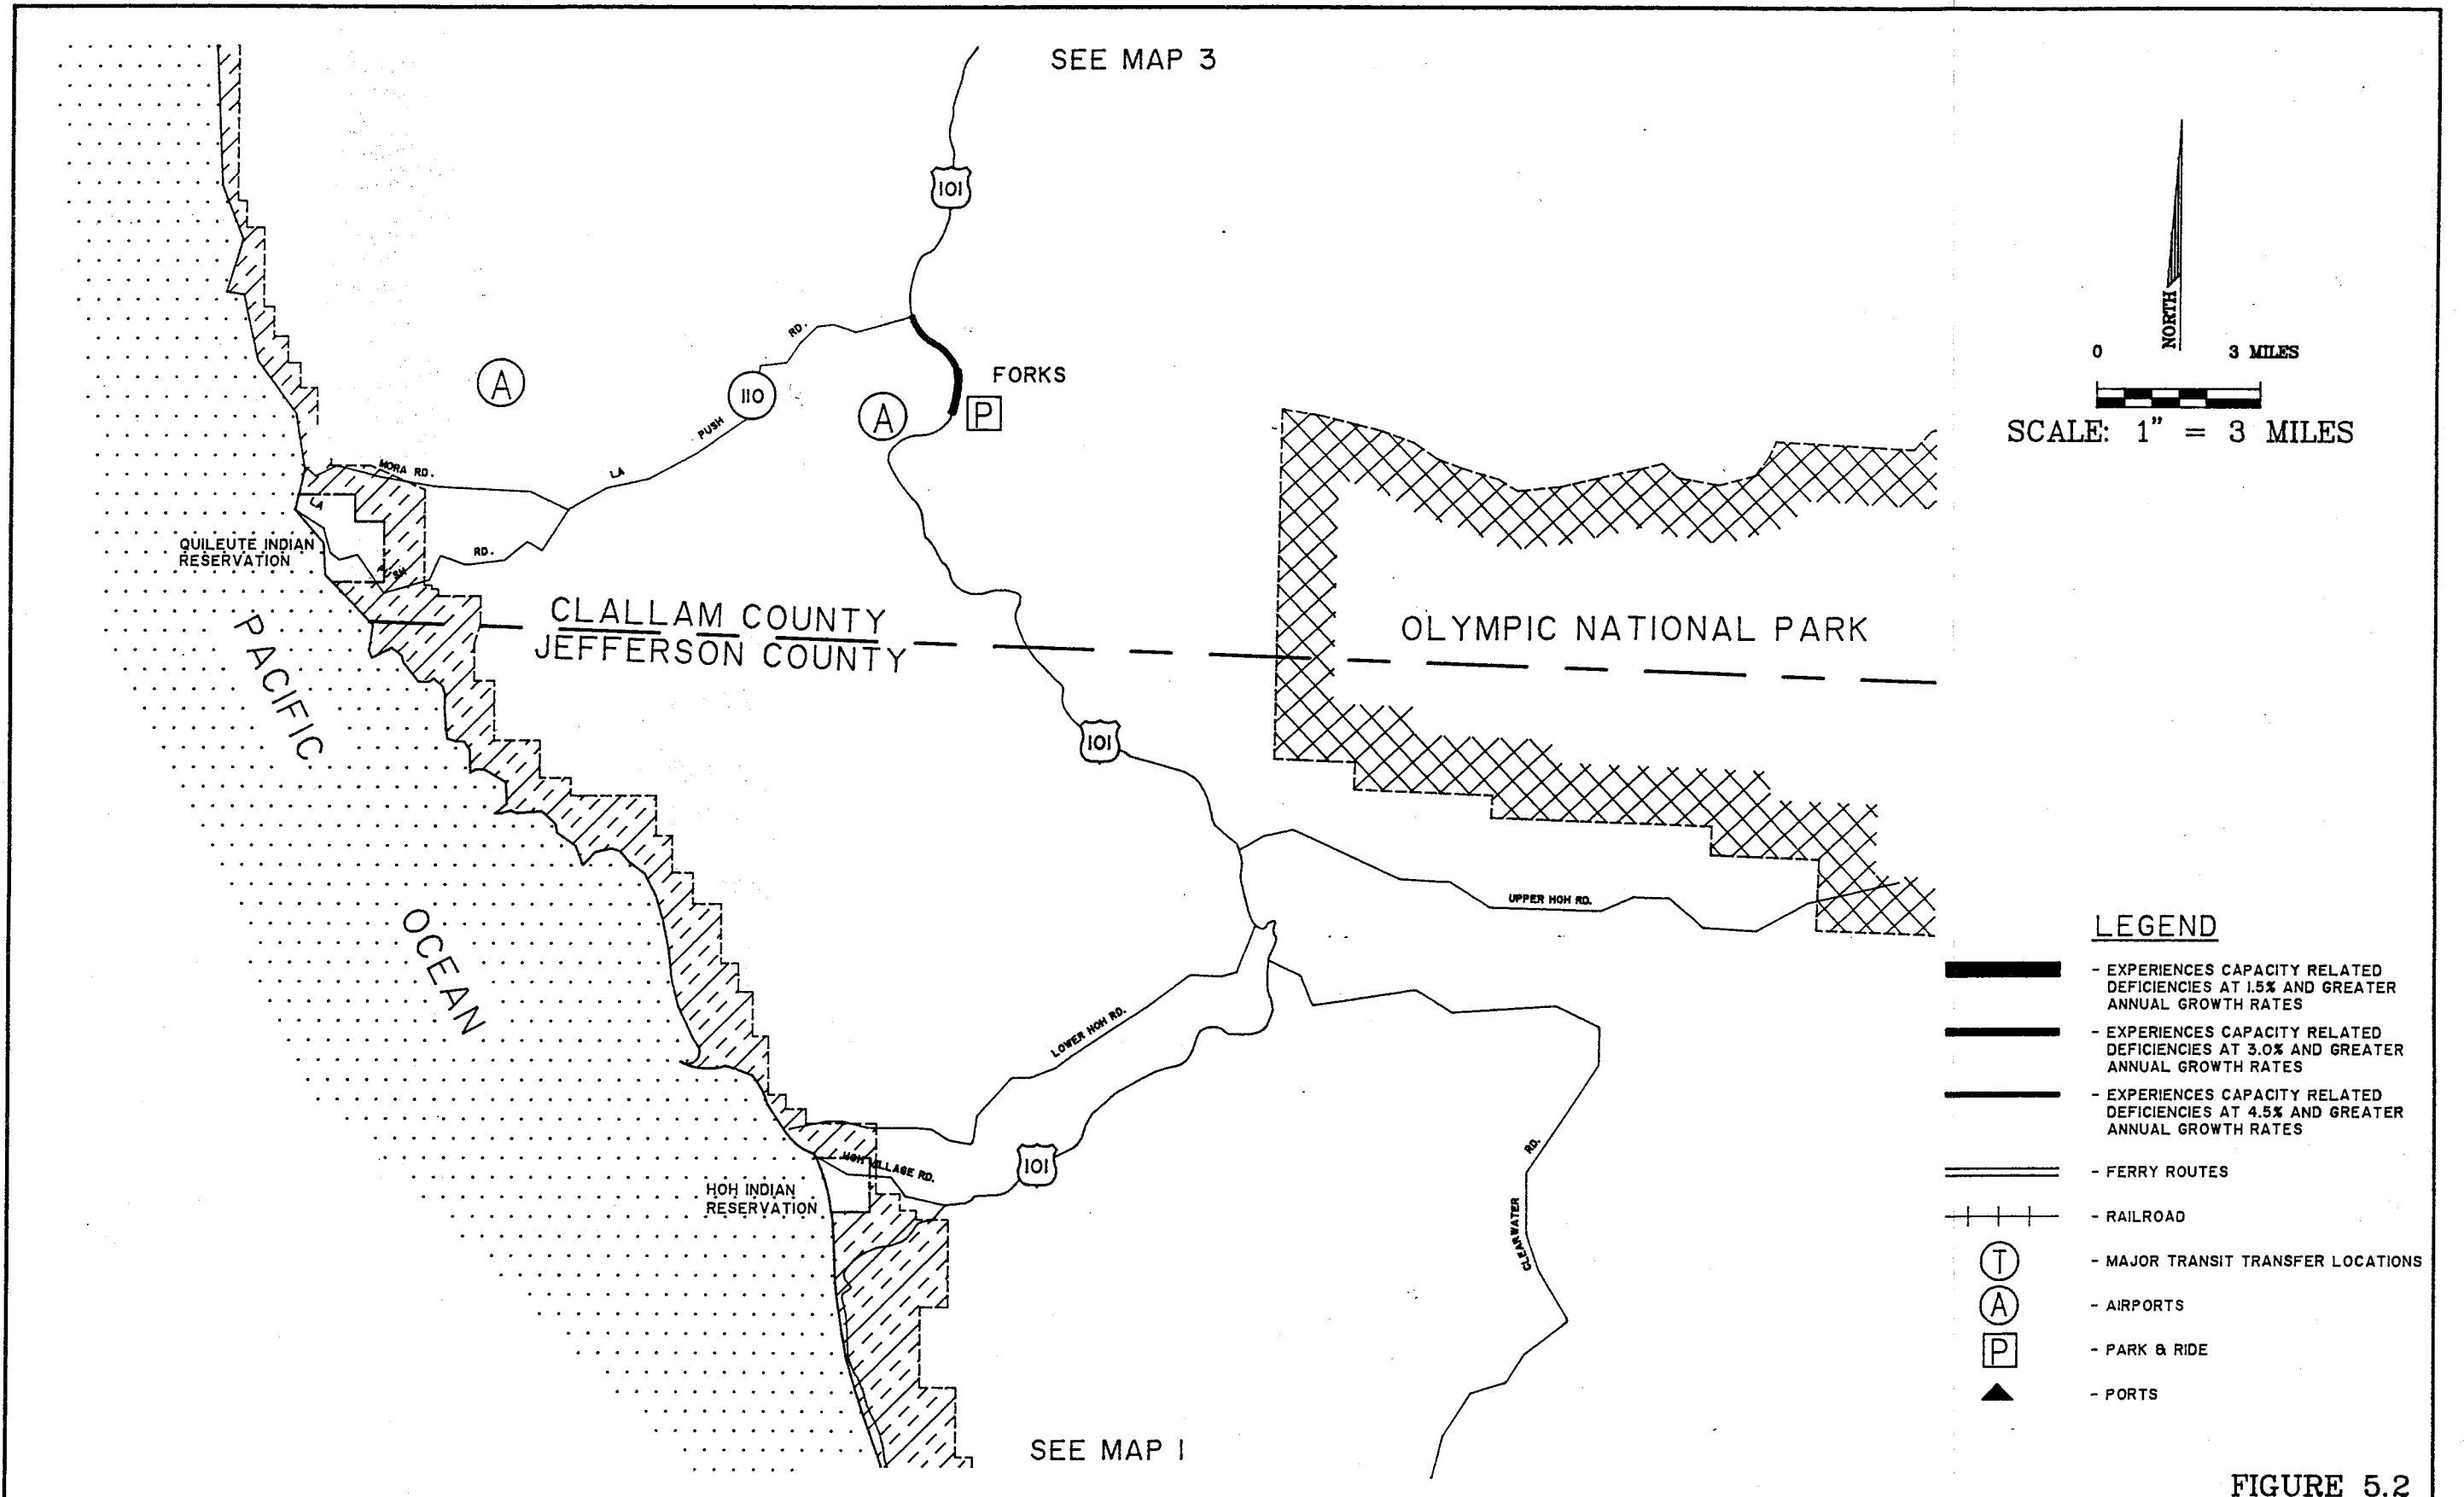 SEE MAP 3
101
NORTH
0 3 MILES
SCALE: 1" = 3 MILES
RD.
110
FORKS
A
A
P
PUSH
LA
MORA RD.
LA
QUILEUTE INDIAN
RESERVATION
RD.
PUSH
CLALLAM COUNTY
JEFFERSON COUNTY
OLYMPIC NATIONAL PARK
PACIFIC
OCEAN
101
UPPER HOH RD.
LOWER HOH RD.
HOH VILLAGE RD.
101
HOH INDIAN
RESERVATION
RD.
CLEARWATER
SEE MAP 1
LEGEND
- EXPERIENCES CAPACITY RELATED
DEFICIENCIES AT 1.5% AND GREATER
ANNUAL GROWTH RATES
- EXPERIENCES CAPACITY RELATED
DEFICIENCIES AT 3.0% AND GREATER
ANNUAL GROWTH RATES
- EXPERIENCES CAPACITY RELATED
DEFICIENCIES AT 4.5% AND GREATER
ANNUAL GROWTH RATES
- FERRY ROUTES
- RAILROAD
T - MAJOR TRANSIT TRANSFER LOCATIONS
A - AIRPORTS
P - PARK & RIDE
- PORTS
FIGURE 5.2